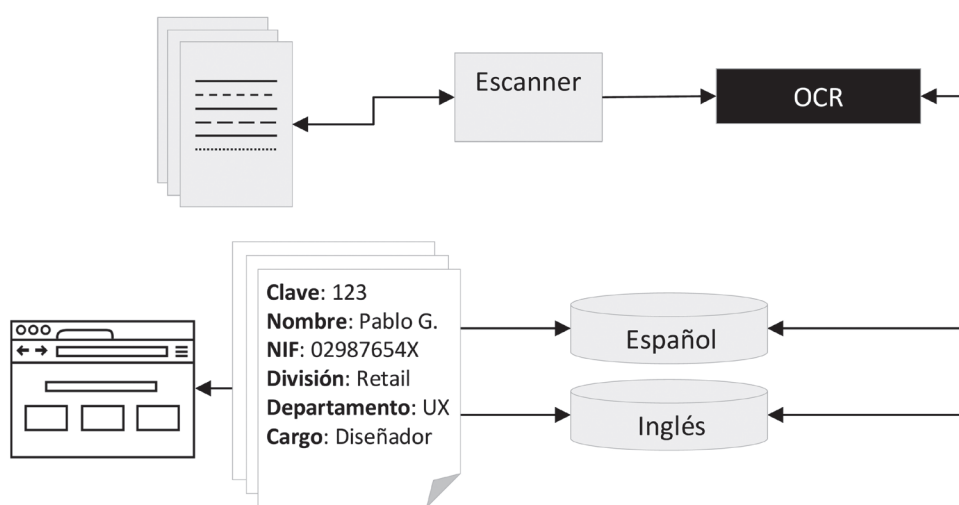 Escanner
OCR
Clave: 123
Nombre: Pablo G.
NIF: 02987654X
División: Retail
Departamento: UX
Cargo: Diseñador
Español
Inglés